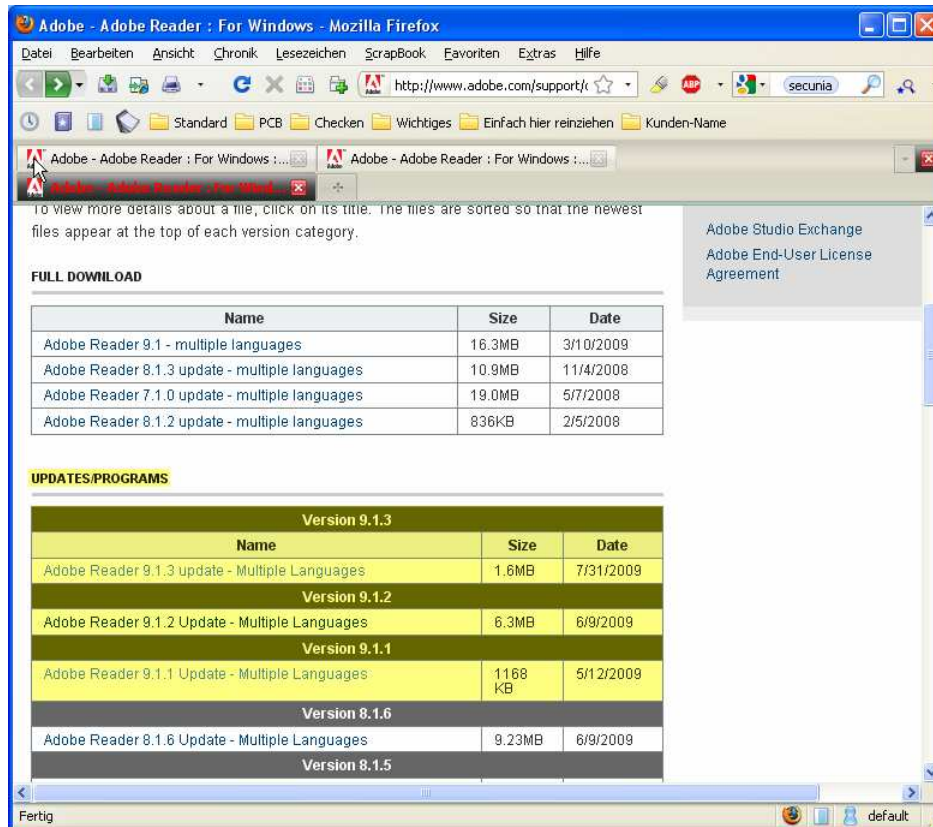 Adobe - Adobe Reader : For Windows - Mozilla Firefox
Datei Bearbeiten Ansicht Chronik Lesezeichen ScrapBook Favoriten Extras Hilfe
http://www.adobe.com/support/ ABP secunia
Standard PCB Checken Wichtiges Einfach hier reinziehen Kunden-Name
Adobe - Adobe Reader : For Windows :... Adobe - Adobe Reader : For Windows :...
Adobe - Adobe Reader : For Wind...
To view more details about a file, click on its title. The files are sorted so that the newest
files appear at the top of each version category.
Adobe Studio Exchange
Adobe End-User License
Agreement
FULL DOWNLOAD
Name Size Date
Adobe Reader 9.1 - multiple languages 16.3MB 3/10/2009
Adobe Reader 8.1.3 update - multiple languages 10.9MB 11/4/2008
Adobe Reader 7.1.0 update - multiple languages 19.0MB 5/7/2008
Adobe Reader 8.1.2 update - multiple languages 836KB 2/5/2008
UPDATES/PROGRAMS
Version 9.1.3
Name Size Date
Adobe Reader 9.1.3 update - Multiple Languages 1.6MB 7/31/2009
Version 9.1.2
Adobe Reader 9.1.2 Update - Multiple Languages 6.3MB 6/9/2009
Version 9.1.1
Adobe Reader 9.1.1 Update - Multiple Languages 1168 KB 5/12/2009
Version 8.1.6
Adobe Reader 8.1.6 Update - Multiple Languages 9.23MB 6/9/2009
Version 8.1.5
Fertig default